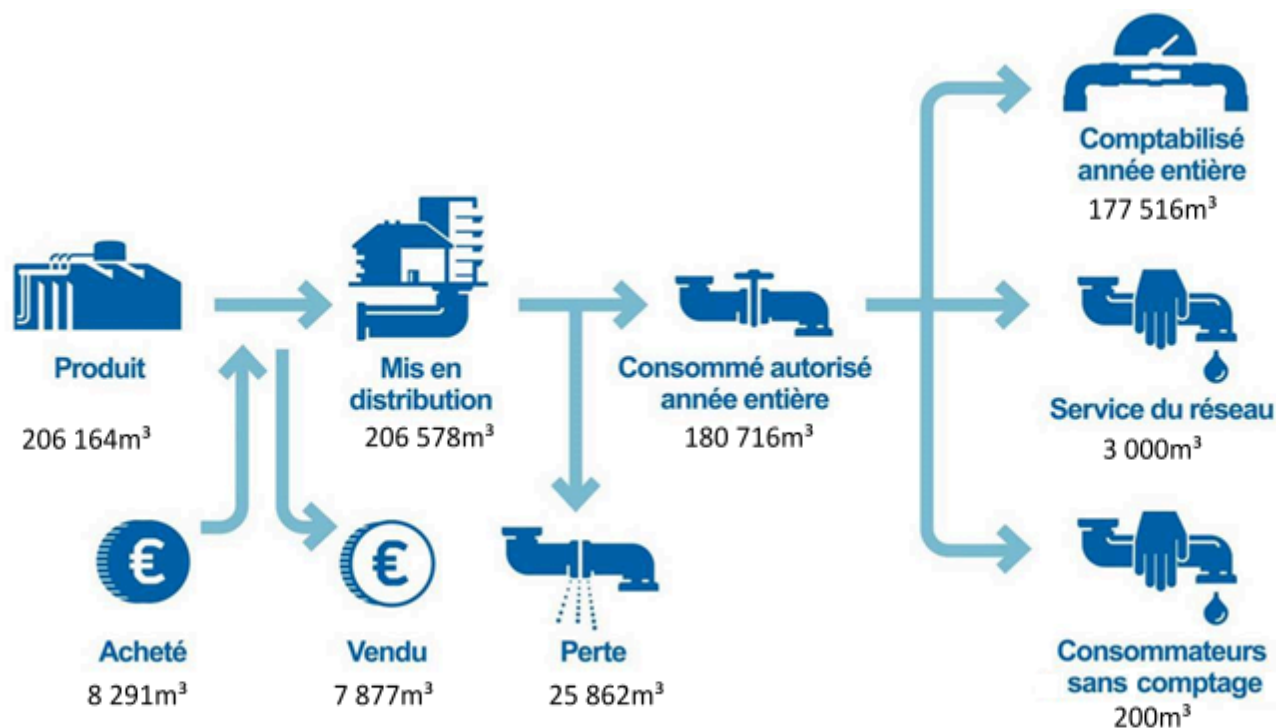 Comptabilisé
année entière
177 516m³
Produit
206 164m³
Mis en
distribution
206 578m³
Consommé autorisé
année entière
180 716m³
Service du réseau
3 000m³
€
Acheté
8 291m³
€
Vendu
7 877m³
Perte
25 862m³
Consommateurs
sans comptage
200m³